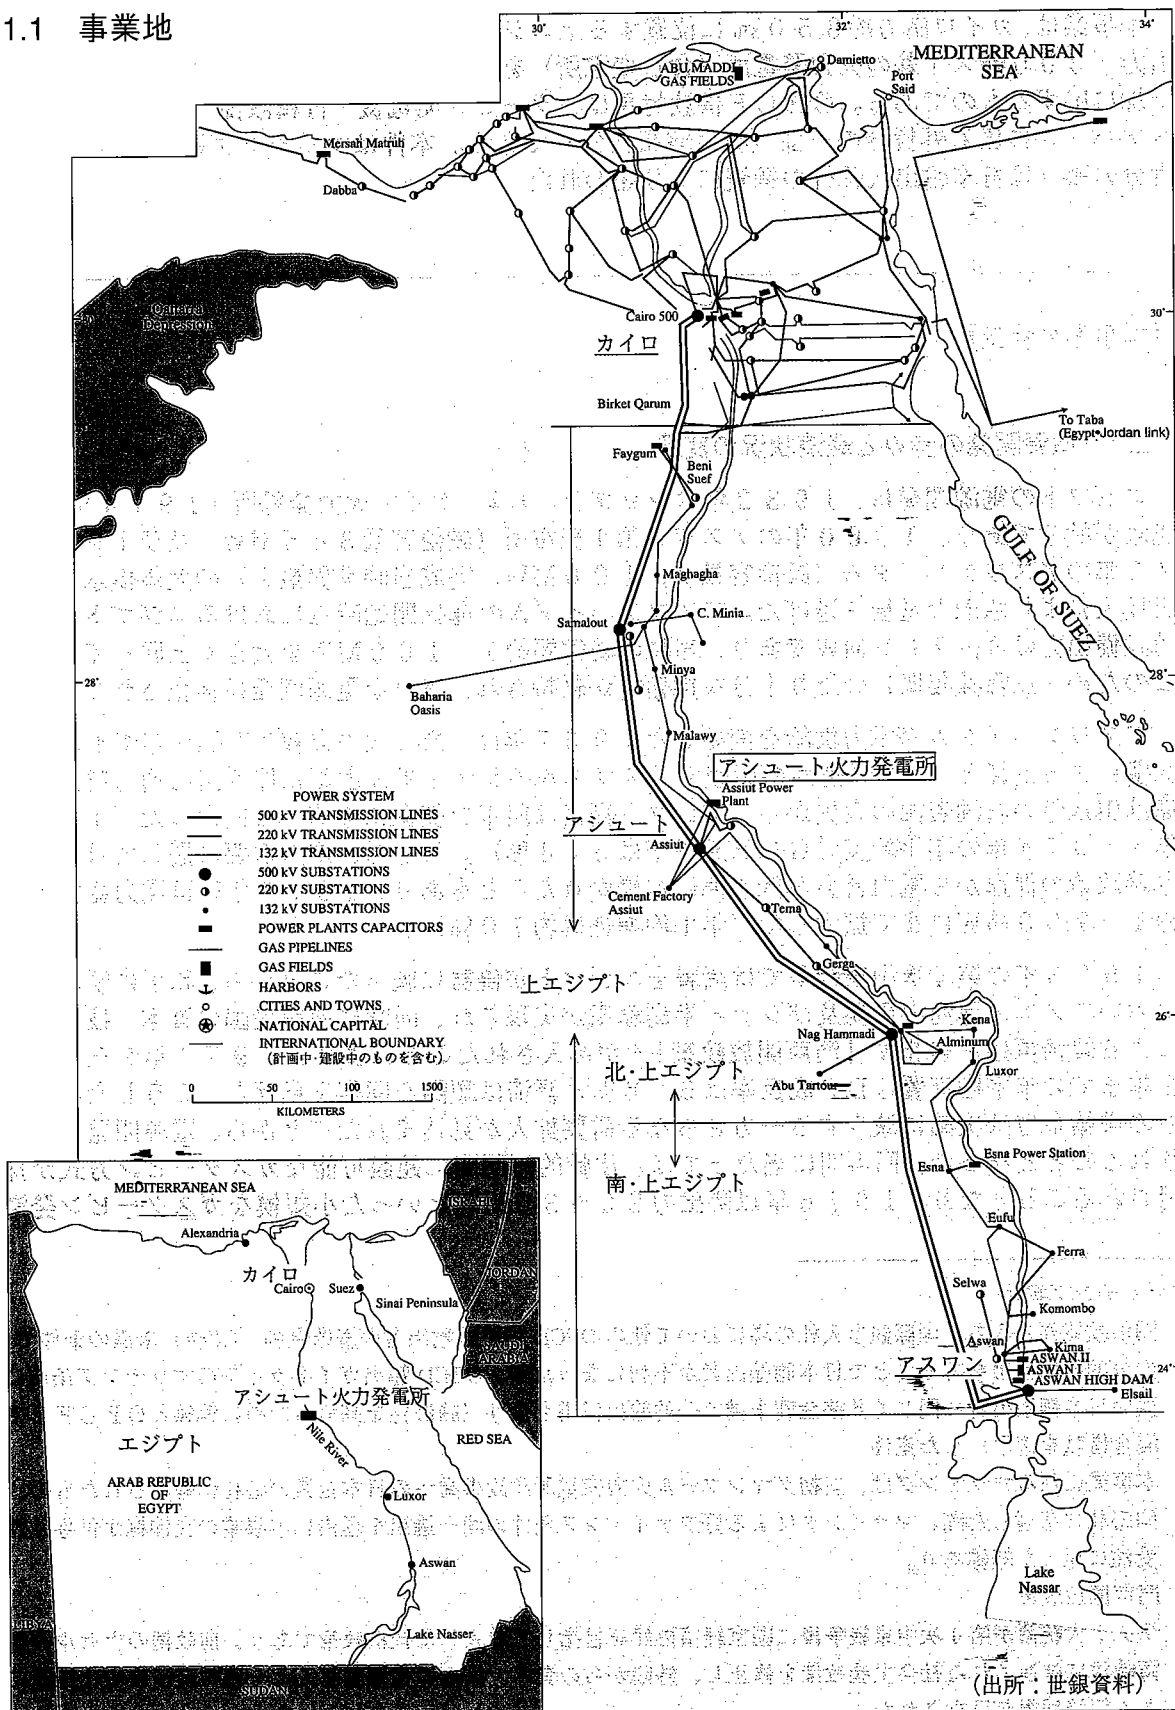 1.1 事業地
30°
32°
34°
MEDITERRANEAN
SEA
ABU MADDI
GAS FIELDS
Damietto
Port
Said
Mersah Matruh
Dabba
Qattarra
Depression
Cairo 500
30°
カイロ
Birket Qarum
To Taba
(Egypt•Jordan link)
Faygum
Beni
Suef
GULF OF SUEZ
Maghagha
Samalout
C. Minia
Minya
28°
28°
Baharia
Oasis
Malawy
アシュート火力発電所
Assiut Power
Plant
アシュート
Assiut
Cement Factory
Assiut
Tema
Gerga
POWER SYSTEM
500 kV TRANSMISSION LINES
220 kV TRANSMISSION LINES
132 kV TRANSMISSION LINES
500 kV SUBSTATIONS
220 kV SUBSTATIONS
132 kV SUBSTATIONS
POWER PLANTS CAPACITORS
GAS PIPELINES
GAS FIELDS
HARBORS
CITIES AND TOWNS
NATIONAL CAPITAL
INTERNATIONAL BOUNDARY
(計画中・建設中のものを含む)
0 50 100 1500
KILOMETERS
上エジプト
26°
Nag Hammadi
Kena
Alminum
Luxor
Abu Tartour
北・上エジプト
南・上エジプト
Esna
Esna Power Station
Eufu
Ferra
Selwa
Komombo
Aswan
Kima
アスワン
ASWAN II
ASWAN I
ASWAN HIGH DAM
24°
Elsail
Lake
Nassar
MEDITERRANEAN SEA
Alexandria
ISRAEL
カイロ
Cairo
Suez
JORDAN
Sinai Peninsula
SAUDI
ARABIA
アシュート火力発電所
エジプト
Nile River
RED SEA
ARAB REPUBLIC
OF
EGYPT
Luxor
Aswan
LIBYA
Lake Nasser
SUDAN
(出所：世銀資料)